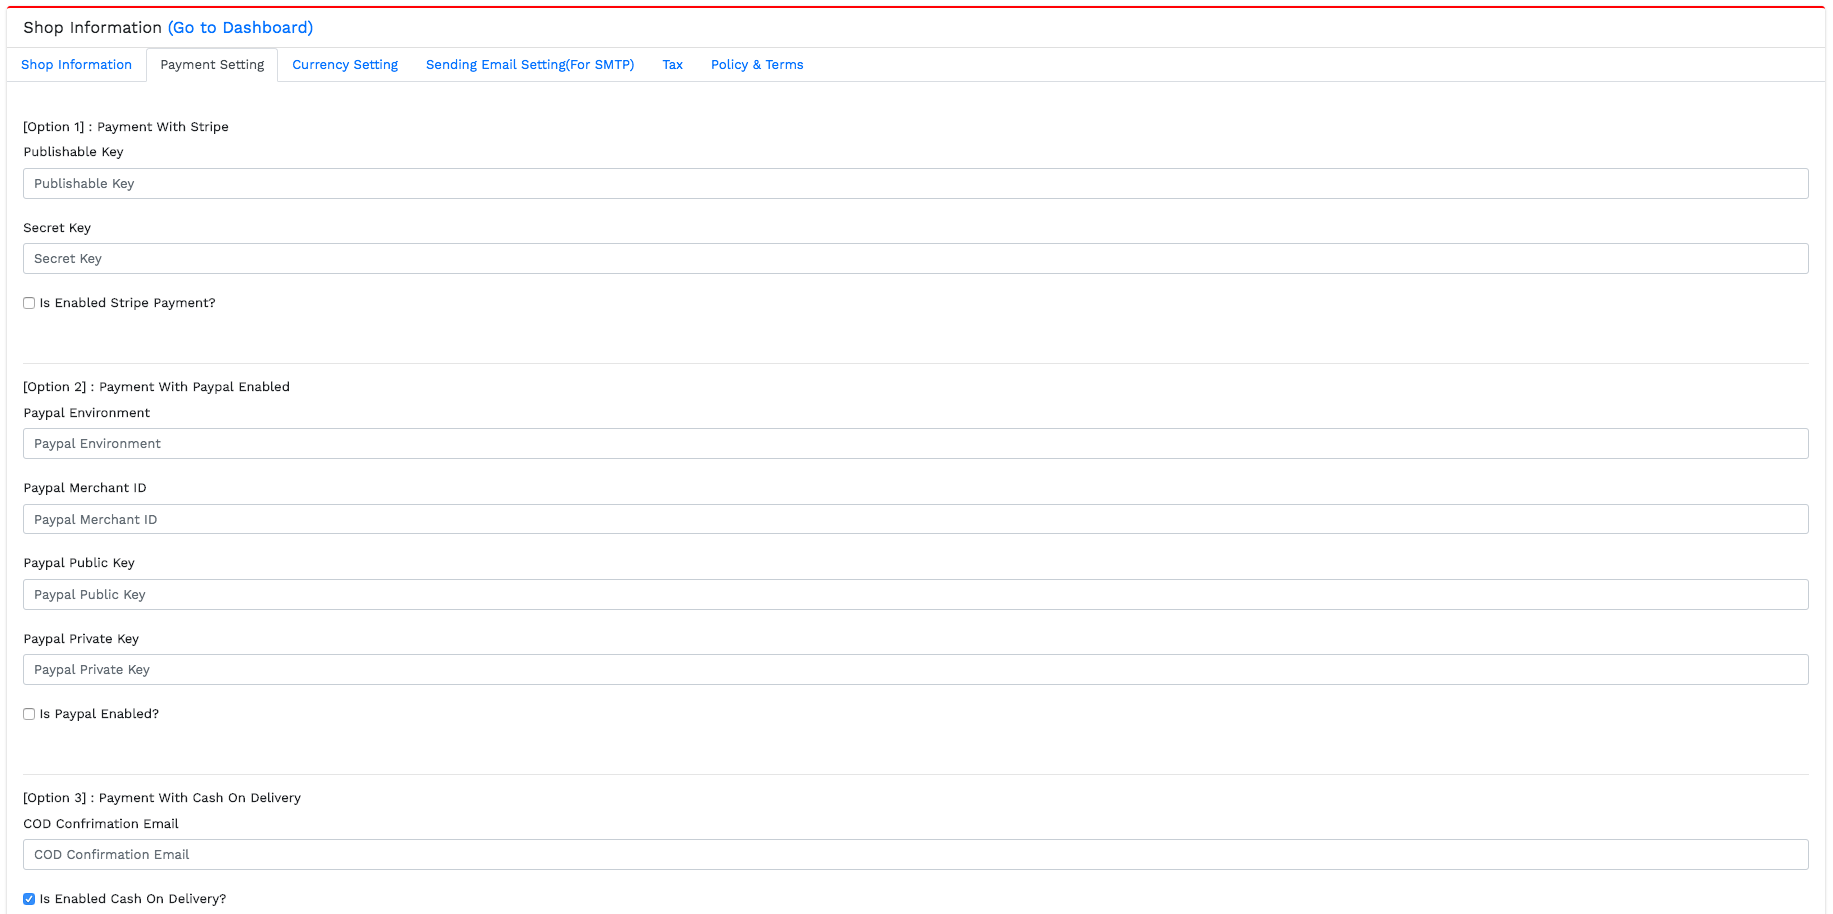 Shop Information (Go to Dashboard)
Shop Information Payment Setting Currency Setting Sending Email Setting(For SMTP) Tax Policy & Terms
[Option 1] : Payment With Stripe
Publishable Key
Publishable Key
Secret Key
Secret Key
Is Enabled Stripe Payment?
[Option 2] : Payment With Paypal Enabled
Paypal Environment
Paypal Environment
Paypal Merchant ID
Paypal Merchant ID
Paypal Public Key
Paypal Public Key
Paypal Private Key
Paypal Private Key
Is Paypal Enabled?
[Option 3] : Payment With Cash On Delivery
COD Confrimation Email
COD Confirmation Email
Is Enabled Cash On Delivery?